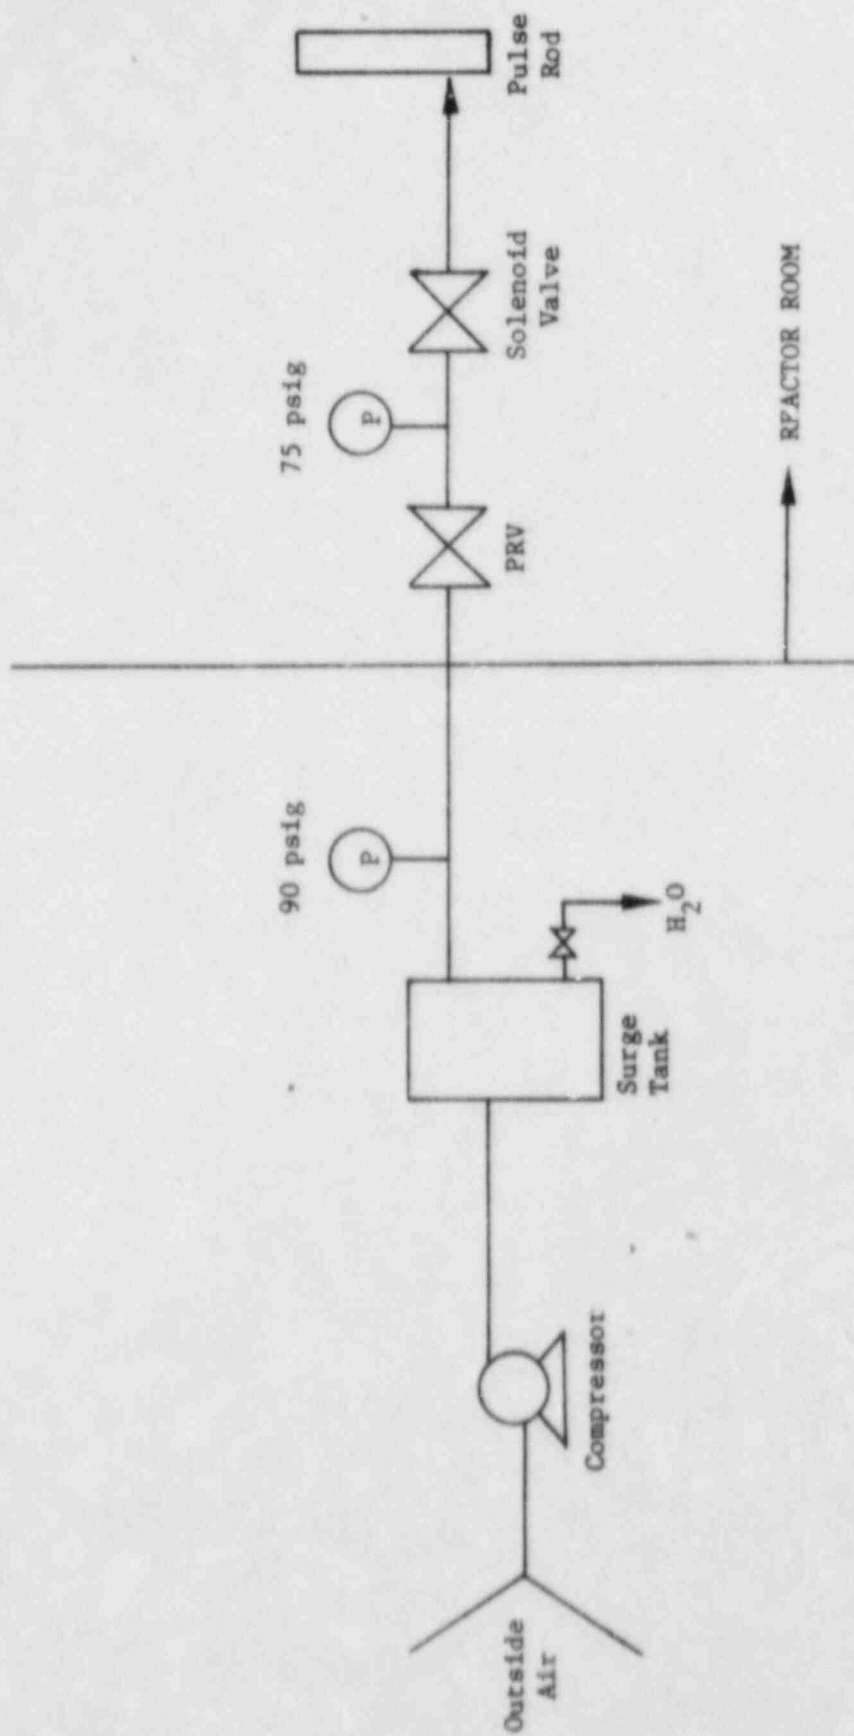 Outside
Air
Compressor
Surge
Tank
H2O
90 psig
P
PRV
75 psig
P
Solenoid
Valve
Pulse
Rod
RFACTOR ROOM